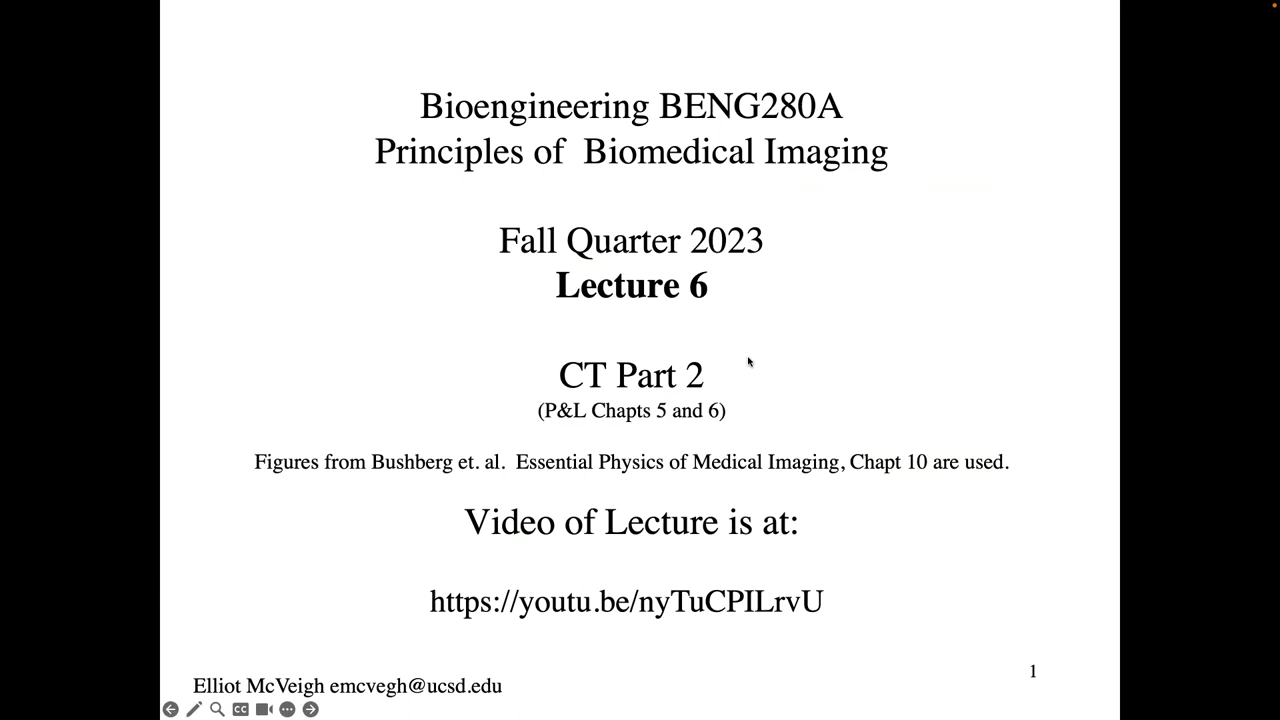 Bioengineering BENG280A
Principles of Biomedical Imaging
Fall Quarter 2023
Lecture 6
CT Part 2
(P&L Chapts 5 and 6)
Figures from Bushberg et. al. Essential Physics of Medical Imaging, Chapt 10 are used.
Video of Lecture is at:
https://youtu.be/nyTuCPILrvU
1
Elliot McVeigh emcvegh@ucsd.edu
CC